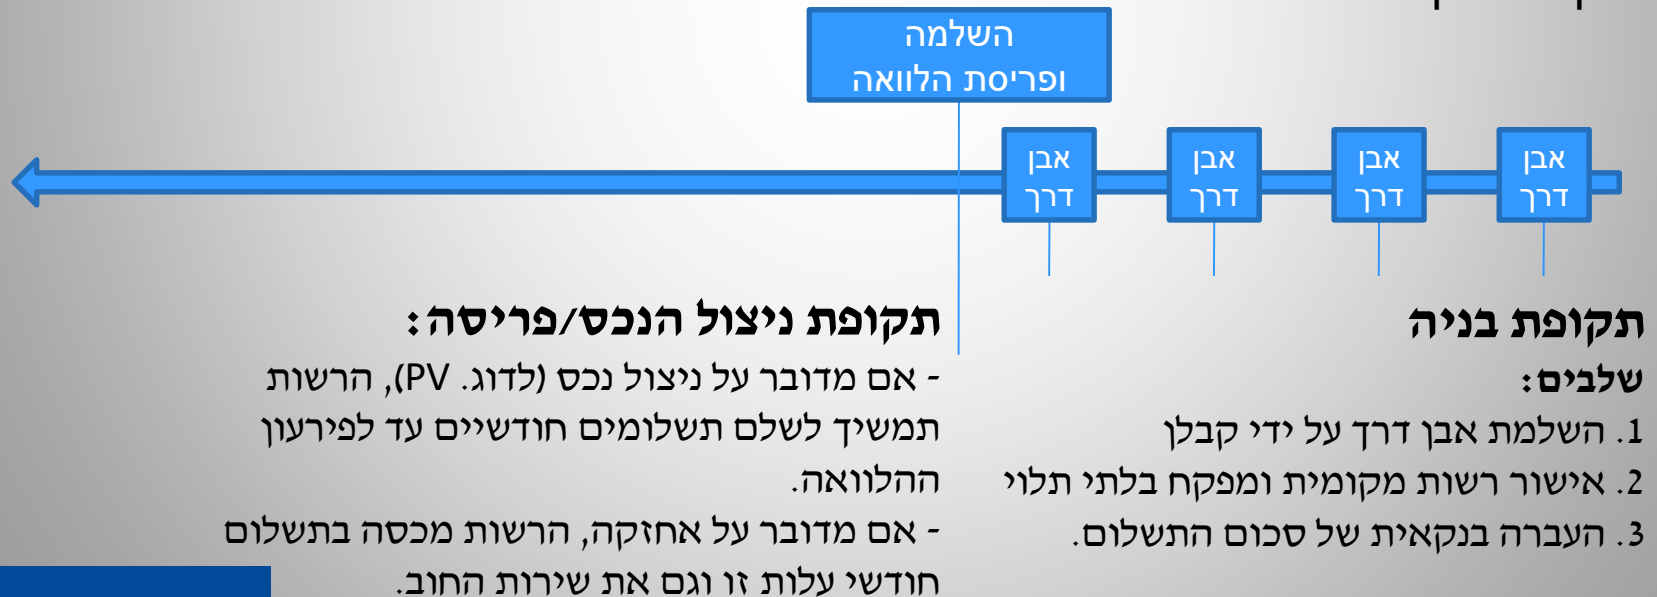 השלמה
ופריסת הלוואה
אבן
דרך
אבן
דרך
אבן
דרך
אבן
דרך
תקופת בניה
שלבים:
1. השלמת אבן דרך על ידי קבלן
2. אישור רשות מקומית ומפקח בלתי תלוי
3. העברה בנקאית של סכום התשלום.
תקופת ניצול הנכס/פריסה:
- אם מדובר על ניצול נכס (לדוג. PV), הרשות
תמשיך לשלם תשלומים חודשיים עד לפירעון
ההלוואה.
- אם מדובר על אחזקה, הרשות מכסה בתשלום
חודשי עלות זו וגם את שירות החוב.